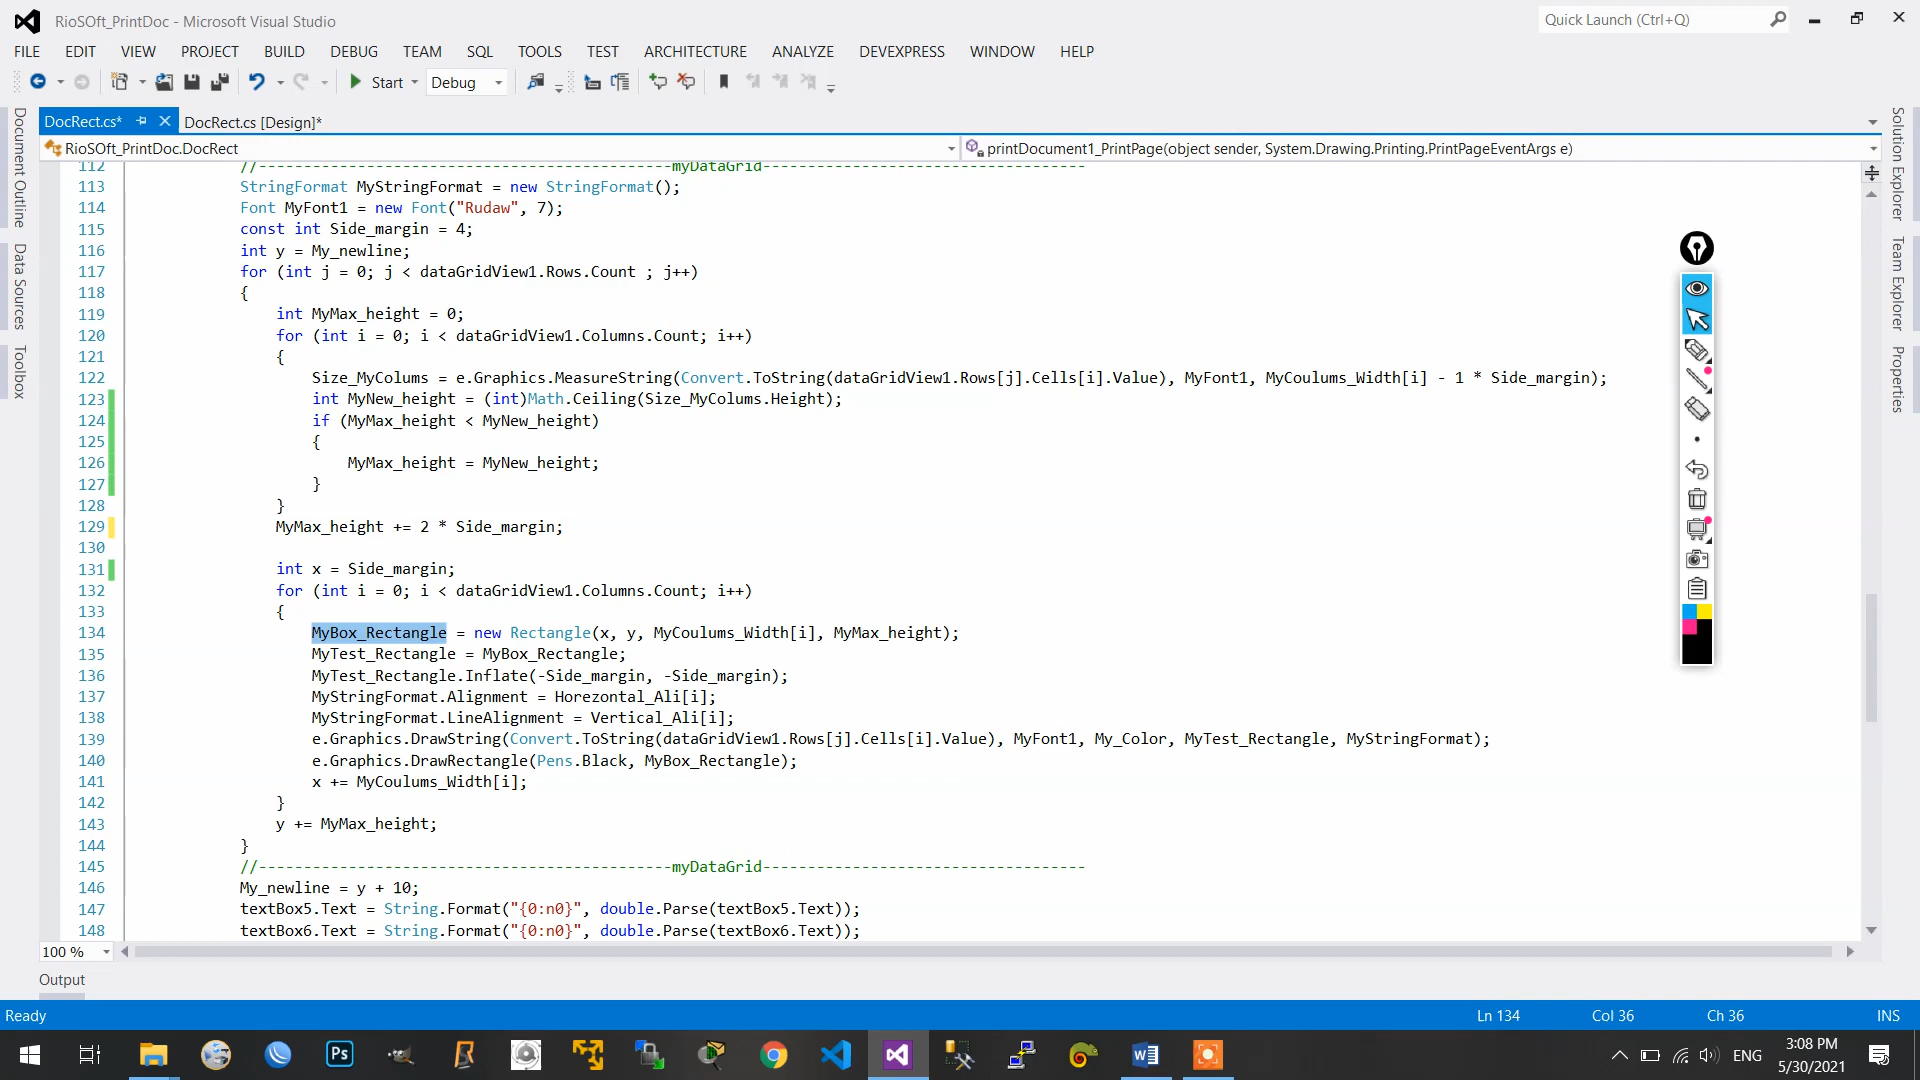 RioSOft_PrintDoc - Microsoft Visual Studio
Quick Launch (Ctrl+Q)
FILE EDIT VIEW PROJECT BUILD DEBUG TEAM SQL TOOLS TEST ARCHITECTURE ANALYZE DEVEXPRESS WINDOW HELP
Start Debug
DocRect.cs* DocRect.cs [Design]*
RioSOft_PrintDoc.DocRect printDocument1_PrintPage(object sender, System.Drawing.Printing.PrintPageEventArgs e)
Document Outline
Data Sources
Toolbox
Solution Explorer
Team Explorer
Properties
112 //----------------------------------------------myDataGrid------------------------------------
113 StringFormat MyStringFormat = new StringFormat();
114 Font MyFont1 = new Font("Rudaw", 7);
115 const int Side_margin = 4;
116 int y = My_newline;
117 for (int j = 0; j < dataGridView1.Rows.Count ; j++)
118 {
119 int MyMax_height = 0;
120 for (int i = 0; i < dataGridView1.Columns.Count; i++)
121 {
122 Size_MyColums = e.Graphics.MeasureString(Convert.ToString(dataGridView1.Rows[j].Cells[i].Value), MyFont1, MyCoulums_Width[i] - 1 * Side_margin);
123 int MyNew_height = (int)Math.Ceiling(Size_MyColums.Height);
124 if (MyMax_height < MyNew_height)
125 {
126 MyMax_height = MyNew_height;
127 }
128 }
129 MyMax_height += 2 * Side_margin;
130
131 int x = Side_margin;
132 for (int i = 0; i < dataGridView1.Columns.Count; i++)
133 {
134 MyBox_Rectangle = new Rectangle(x, y, MyCoulums_Width[i], MyMax_height);
135 MyTest_Rectangle = MyBox_Rectangle;
136 MyTest_Rectangle.Inflate(-Side_margin, -Side_margin);
137 MyStringFormat.Alignment = Horezontal_Ali[i];
138 MyStringFormat.LineAlignment = Vertical_Ali[i];
139 e.Graphics.DrawString(Convert.ToString(dataGridView1.Rows[j].Cells[i].Value), MyFont1, My_Color, MyTest_Rectangle, MyStringFormat);
140 e.Graphics.DrawRectangle(Pens.Black, MyBox_Rectangle);
141 x += MyCoulums_Width[i];
142 }
143 y += MyMax_height;
144 }
145 //----------------------------------------------myDataGrid------------------------------------
146 My_newline = y + 10;
147 textBox5.Text = String.Format("{0:n0}", double.Parse(textBox5.Text));
148 textBox6.Text = String.Format("{0:n0}", double.Parse(textBox6.Text));
100 %
Output
Ready Ln 134 Col 36 Ch 36 INS
Ps
ENG
3:08 PM
5/30/2021